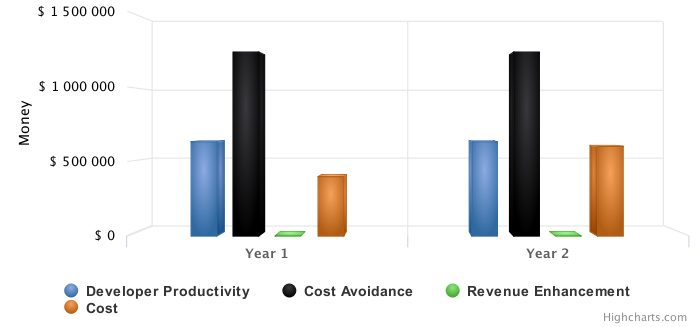 $ 1 500 000
$ 1 000 000
$ 500 000
$ 0
Money
Year 1
Year 2
Developer Productivity
Cost Avoidance
Revenue Enhancement
Cost
Highcharts.com